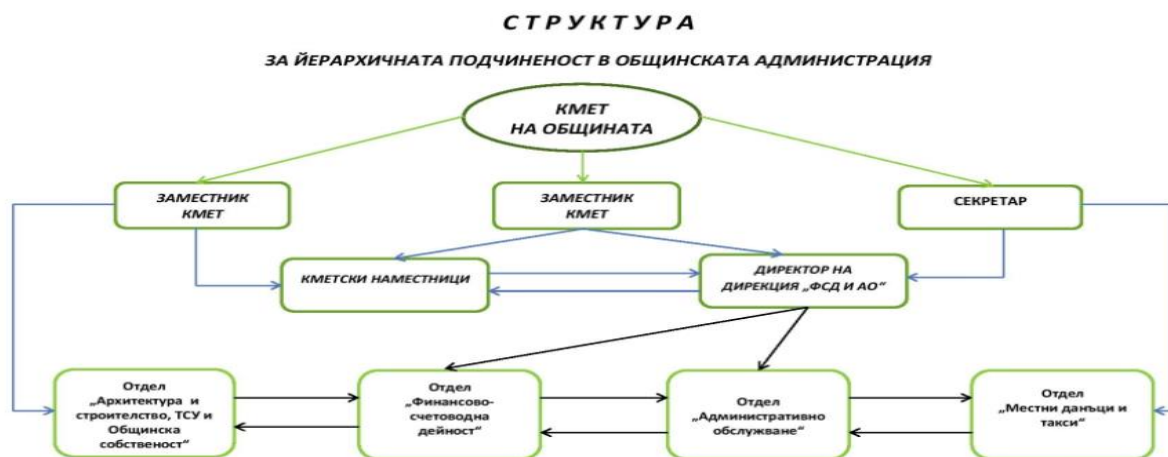 СТРУКТУРА
ЗА ЙЕРАРХИЧНАТА ПОДЧИНЕНОСТ В ОБЩИНСКАТА АДМИНИСТРАЦИЯ
КМЕТ
НА ОБЩИНАТА
ЗАМЕСТНИК
КМЕТ
ЗАМЕСТНИК
КМЕТ
СЕКРЕТАР
КМЕТСКИ НАМЕСТНИЦИ
ДИРЕКТОР НА
ДИРЕКЦИЯ „ФСД И АО“
Отдел
„Архитектура и
строителство, ТСУ и
Общинска
собственост“
Отдел
„Финансово-
счетоводна
дейност“
Отдел
„Административно
обслужване“
Отдел
„Местни данъци и
такси“